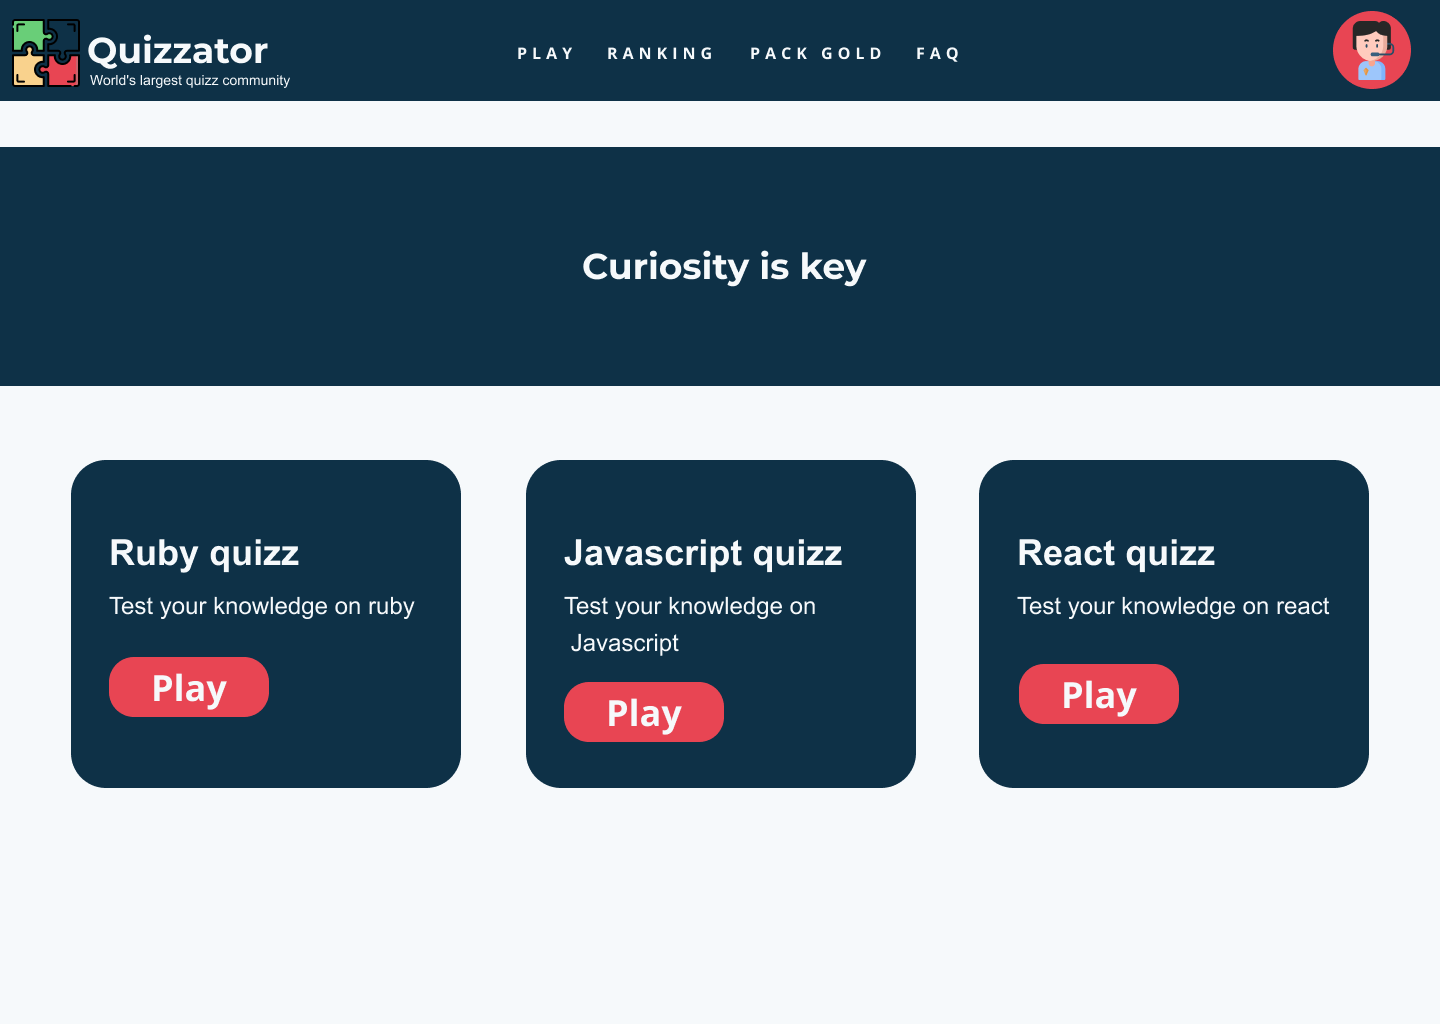 Quizzator
World's largest quizz community
PLAY RANKING PACK GOLD FAQ
Curiosity is key
Ruby quizz
Test your knowledge on ruby
Play
Javascript quizz
Test your knowledge on
Javascript
Play
React quizz
Test your knowledge on react
Play